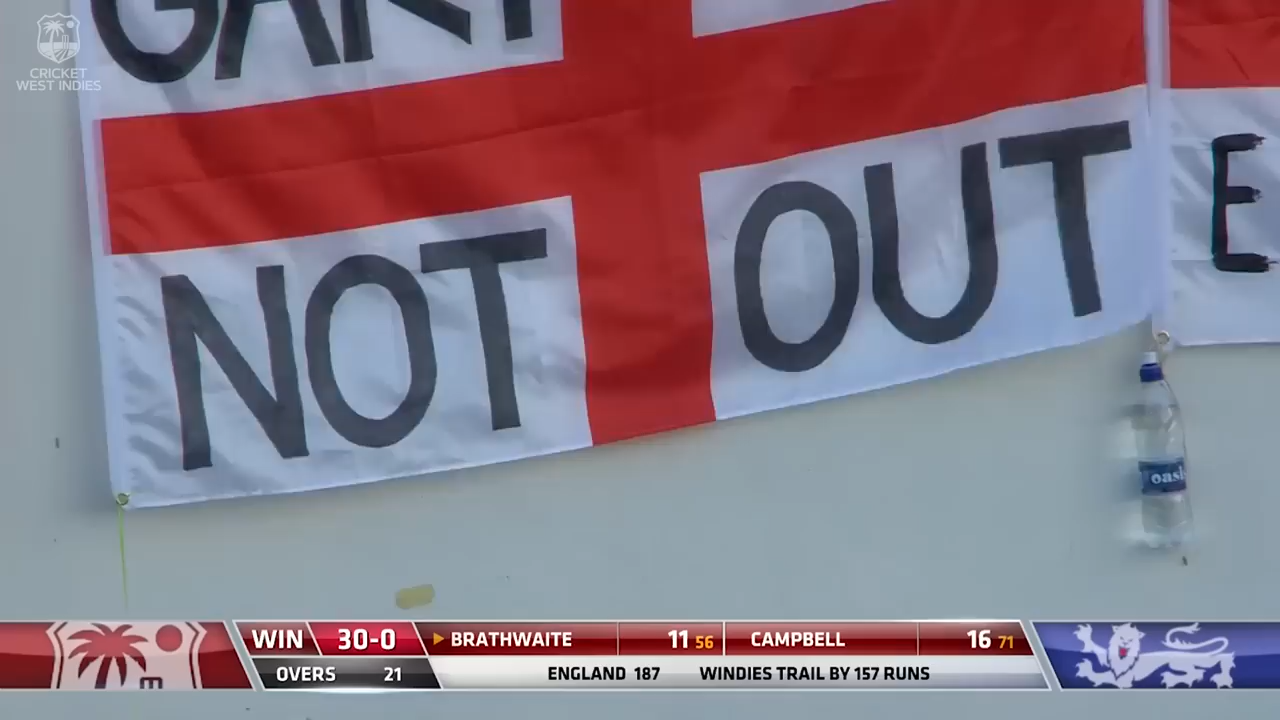 CRICKET
WEST INDIES
NOT OUT
E
oasi
WIN 30-0 BRATHWAITE 11 56 CAMPBELL 16 71
OVERS 21 ENGLAND 187 WINDIES TRAIL BY 157 RUNS